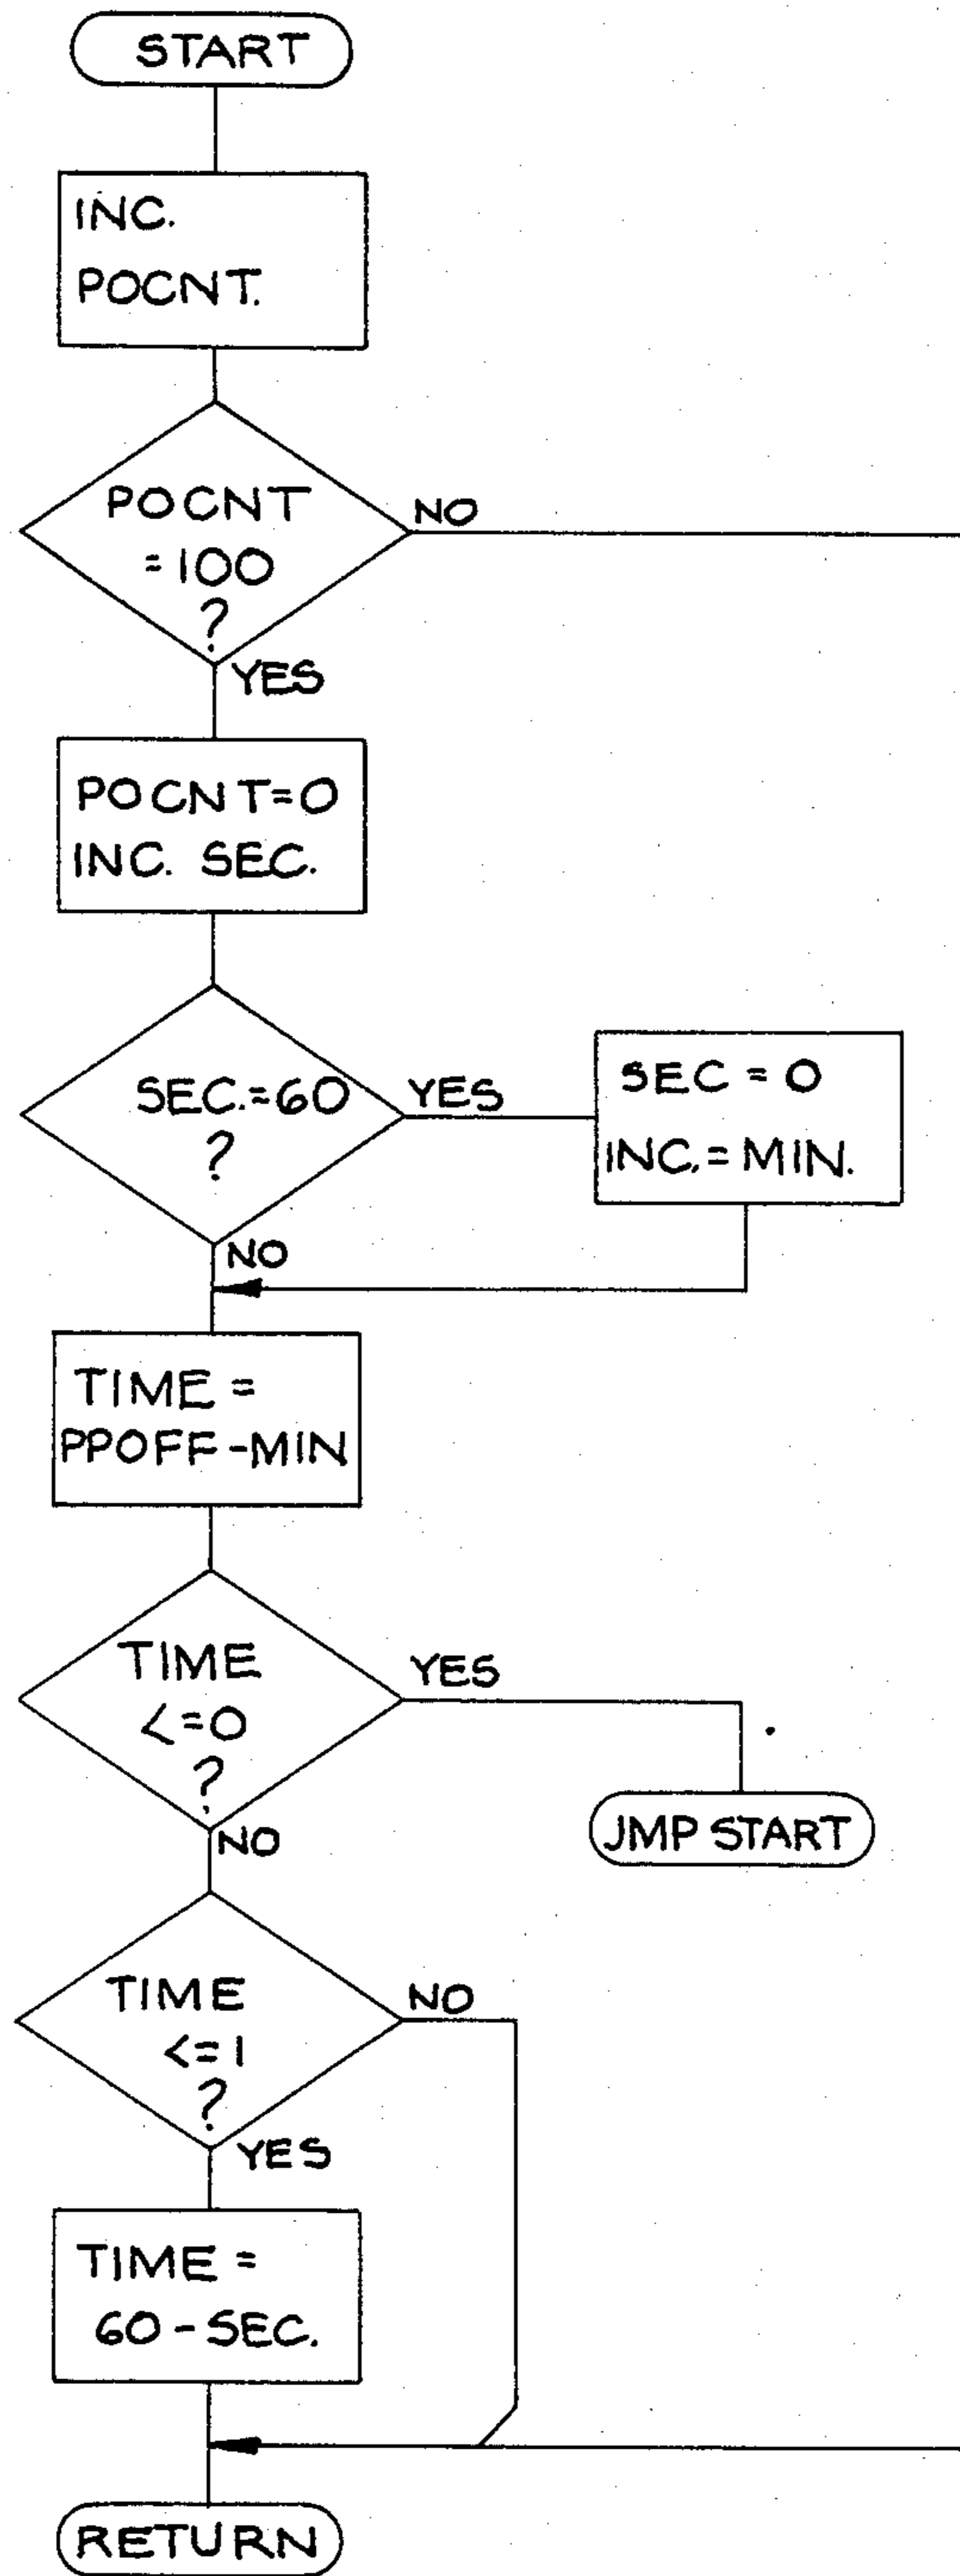 START
INC.
POCNT.
POCNT
=100
?
NO
YES
POCNT=0
INC. SEC.
SEC.=60
?
YES
SEC = 0
INC.=MIN.
NO
TIME =
PPOFF-MIN
TIME
<=0
?
YES
JMP START
NO
TIME
<=1
?
NO
YES
TIME =
60-SEC.
RETURN